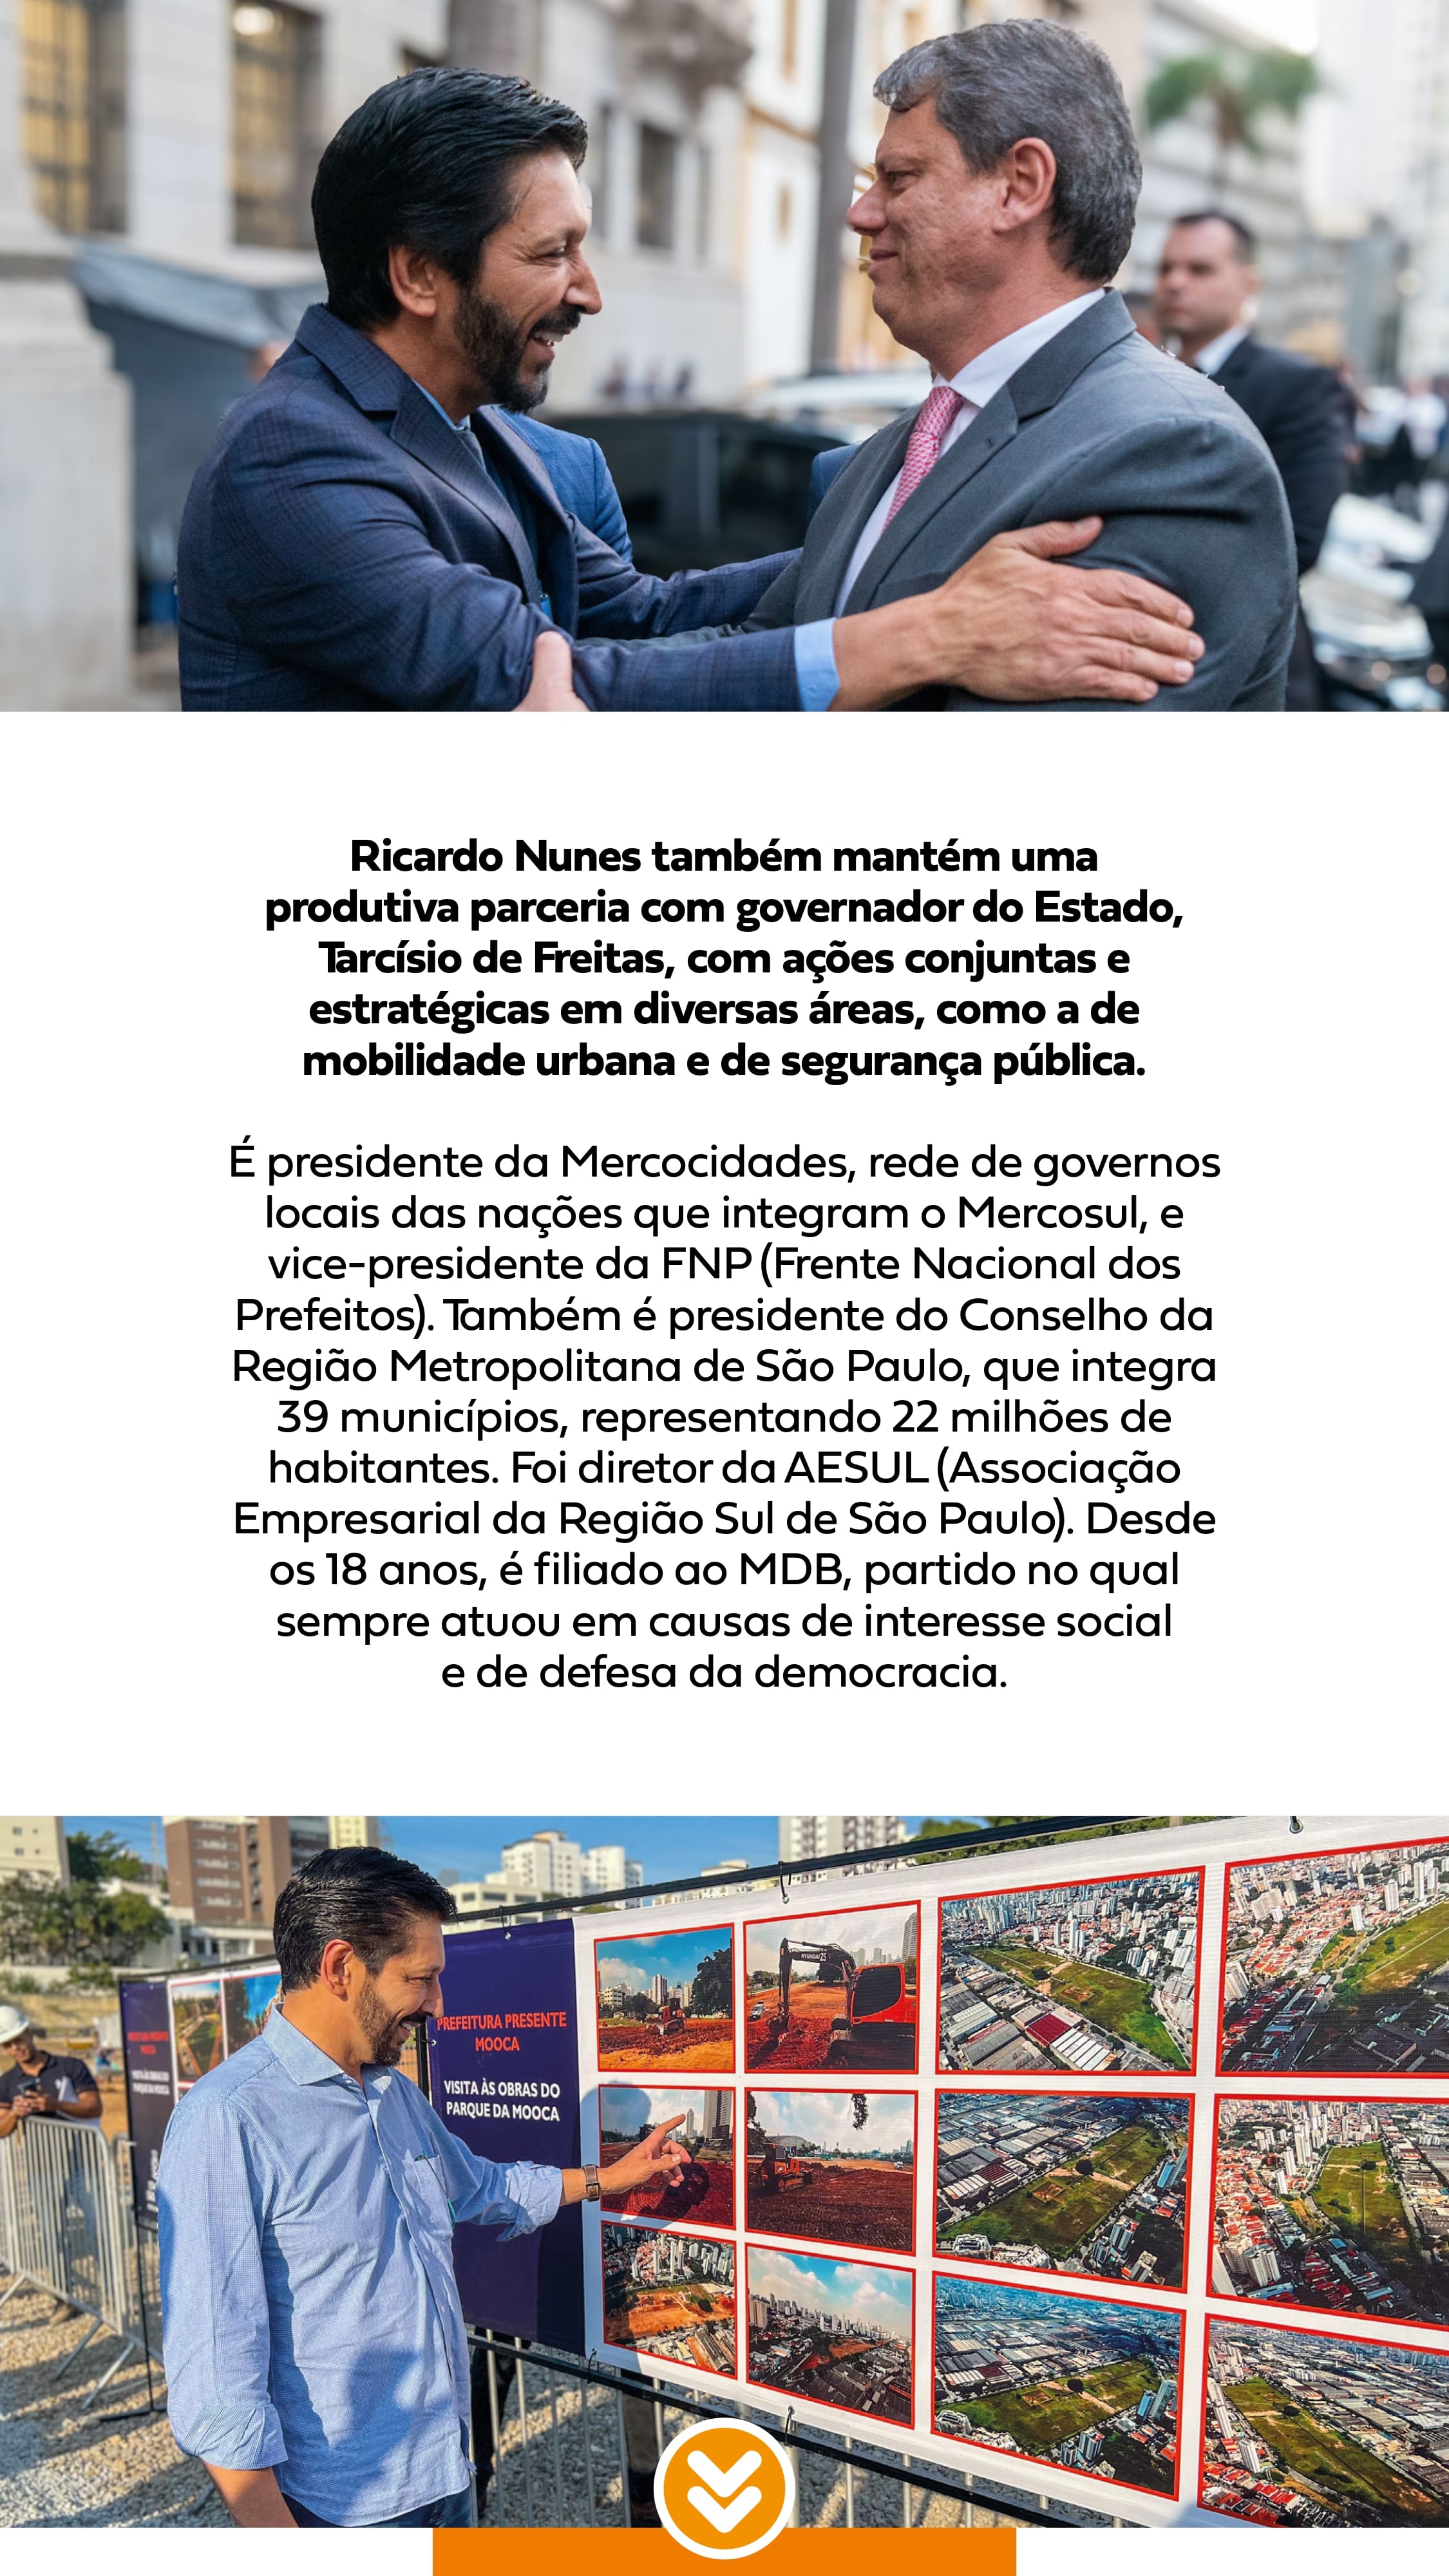 Ricardo Nunes também mantém uma
produtiva parceria com governador do Estado,
Tarcísio de Freitas, com ações conjuntas e
estratégicas em diversas áreas, como a de
mobilidade urbana e de segurança pública.
É presidente da Mercocidades, rede de governos
locais das nações que integram o Mercosul, e
vice-presidente da FNP (Frente Nacional dos
Prefeitos). Também é presidente do Conselho da
Região Metropolitana de São Paulo, que integra
39 municípios, representando 22 milhões de
habitantes. Foi diretor da AESUL (Associação
Empresarial da Região Sul de São Paulo). Desde
os 18 anos, é filiado ao MDB, partido no qual
sempre atuou em causas de interesse social
e de defesa da democracia.
PREFEITURA PRESENTE
MOOCA
VISITA ÀS OBRAS DO
PARQUE DA MOOCA